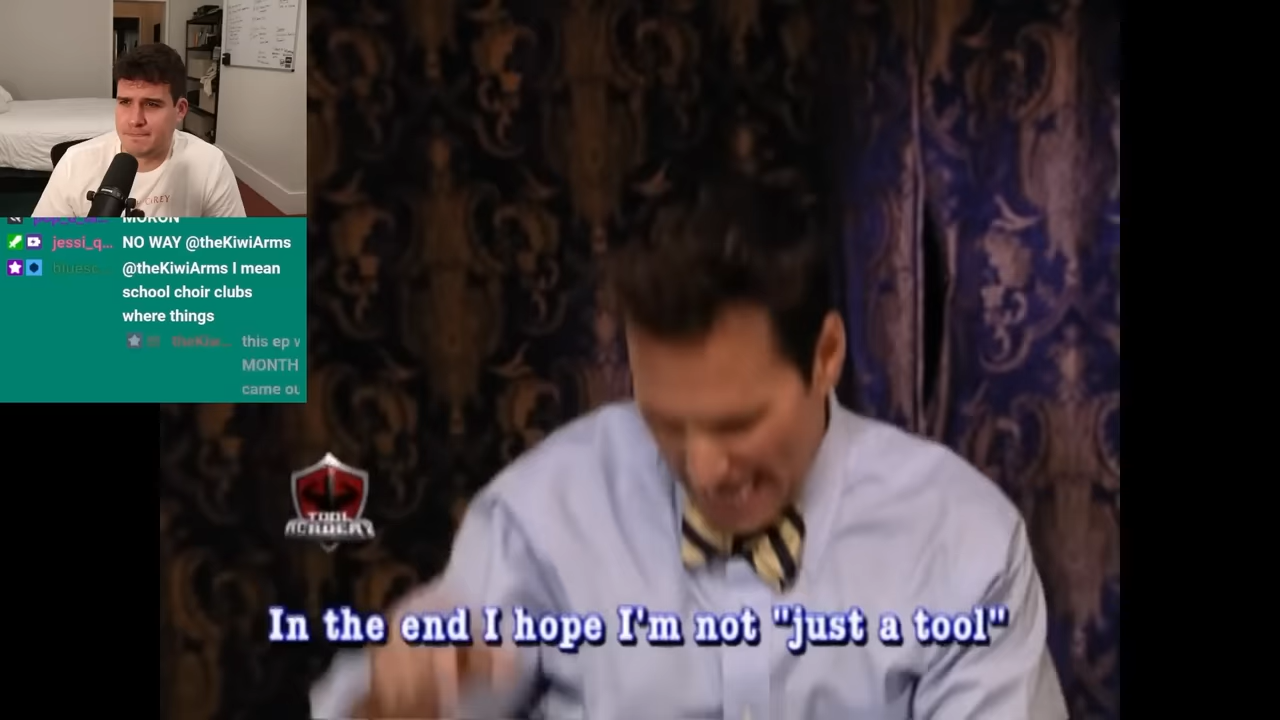 MORON
jessi_q...
NO WAY @theKiwiArms
bluesc...
@theKiwiArms I mean
school choir clubs
where things
this ep
MONTH
came
TOOL
ACADEMY
In the end I hope I'm not "just a tool"